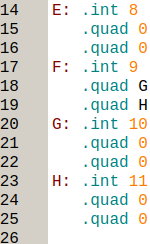 14 E: .int 8
15 .quad 0
16 .quad 0
17 F: .int 9
18 .quad G
19 .quad H
20 G: .int 10
21 .quad 0
22 .quad 0
23 H: .int 11
24 .quad 0
25 .quad 0
26